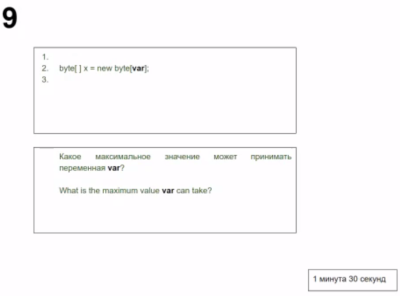 9
1.
2. byte[ ] x = new byte[var];
3.
Какое максимальное значение может принимать
переменная var?
What is the maximum value var can take?
1 минута 30 секунд